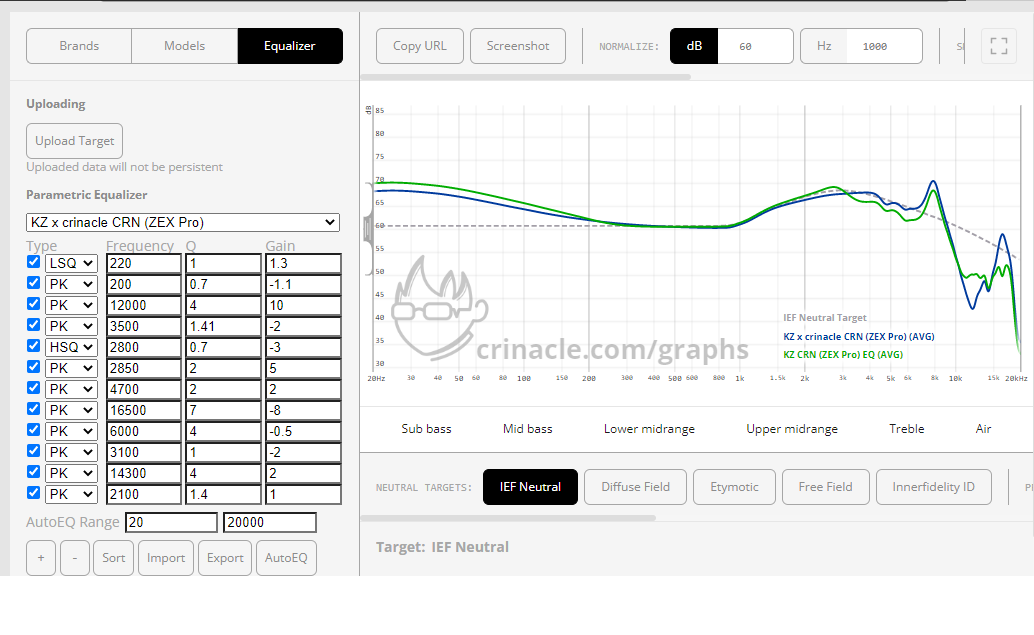 Brands Models Equalizer
Uploading
Upload Target
Uploaded data will not be persistent
Parametric Equalizer
KZ x crinacle CRN (ZEX Pro)
Type Frequency Q Gain
LSQ 220 1 1.3
PK 200 0.7 -1.1
PK 12000 4 10
PK 3500 1.41 -2
HSQ 2800 0.7 -3
PK 2850 2 5
PK 4700 2 2
PK 16500 7 -8
PK 6000 4 -0.5
PK 3100 1 -2
PK 14300 4 2
PK 2100 1.4 1
AutoEQ Range 20 20000
+ - Sort Import Export AutoEQ
Copy URL Screenshot NORMALIZE: dB 60 Hz 1000
dB
85
80
75
70
65
60
55
50
45
40
35
30
IEF Neutral Target
KZ x crinacle CRN (ZEX Pro) (AVG)
KZ CRN (ZEX Pro) EQ (AVG)
crinacle.com/graphs
20Hz 30 40 50 60 80 100 150 200 300 400 500 600 800 1k 1.5k 2k 3k 4k 5k 6k 8k 10k 15k 20kHz
Sub bass Mid bass Lower midrange Upper midrange Treble Air
NEUTRAL TARGETS: IEF Neutral Diffuse Field Etymotic Free Field Innerfidelity ID
Target: IEF Neutral